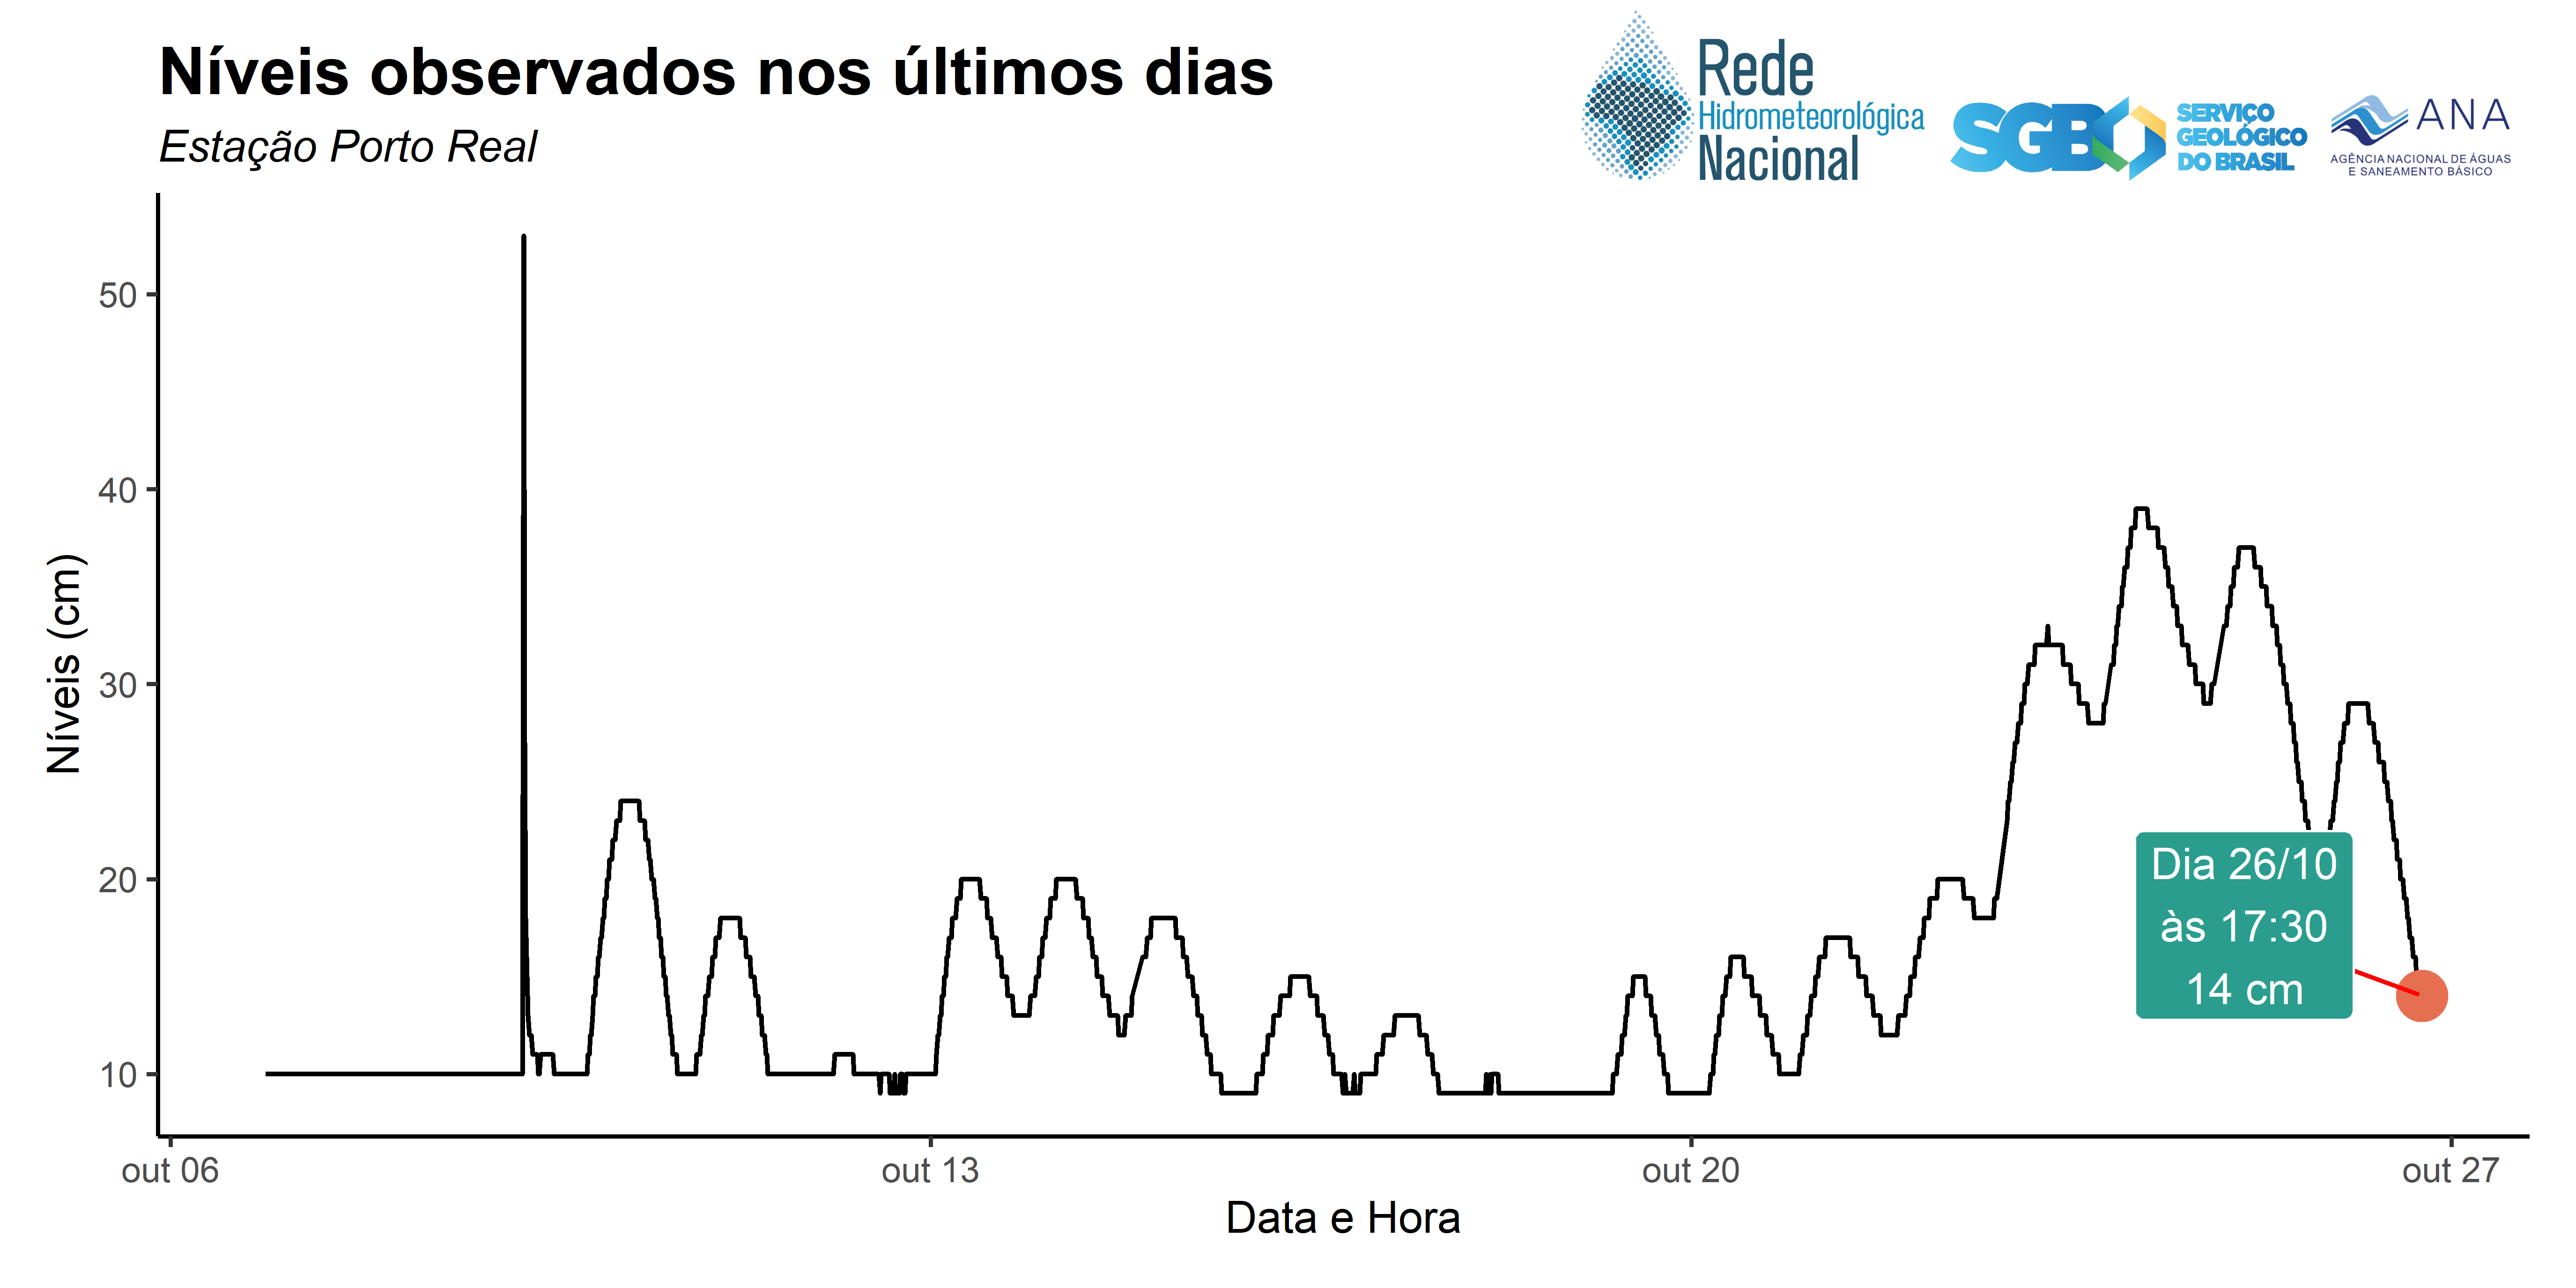 Níveis observados nos últimos dias
Estação Porto Real
Rede
Hidrometeorológica
Nacional
SGB
SERVIÇO
GEOLÓGICO
DO BRASIL
ANA
AGÊNCIA NACIONAL DE ÁGUAS
E SANEAMENTO BÁSICO
Níveis (cm)
50
40
30
20
10
Dia 26/10
às 17:30
14 cm
out 06
out 13
out 20
out 27
Data e Hora